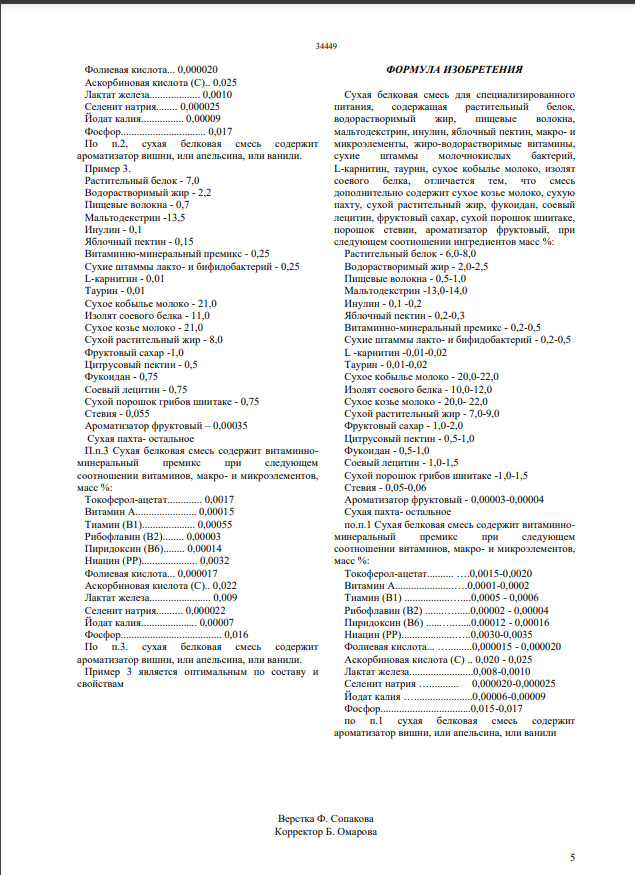 34449
Фолиевая кислота... 0,000020
Аскорбиновая кислота (С).. 0,025
Лактат железа................... 0,0010
Селенит натрия........ 0,000025
Йодат калия................ 0,00009
Фосфор................................ 0,017
По п.2, сухая белковая смесь содержит
ароматизатор вишни, или апельсина, или ванили.
Пример 3.
Растительный белок - 7,0
Водорастворимый жир - 2,2
Пищевые волокна - 0,7
Мальтодекстрин -13,5
Инулин - 0,1
Яблочный пектин - 0,15
Витаминно-минеральный премикс - 0,25
Сухие штаммы лакто- и бифидобактерий - 0,25
L-карнитин - 0,01
Таурин - 0,01
Сухое кобылье молоко - 21,0
Изолят соевого белка - 11,0
Сухое козье молоко - 21,0
Сухой растительный жир - 8,0
Фруктовый сахар -1,0
Цитрусовый пектин - 0,5
Фукоидан - 0,75
Соевый лецитин - 0,75
Сухой порошок грибов шиитаке - 0,75
Стевия - 0,055
Ароматизатор фруктовый – 0,00035
Сухая пахта- остальное
П.п.3 Сухая белковая смесь содержит витаминно-
минеральный премикс при следующем
соотношении витаминов, макро- и микроэлементов,
масс %:
Токоферол-ацетат............. 0,0017
Витамин А....................... 0,00015
Тиамин (В1).................... 0,00055
Рибофлавин (В2)........ 0,00003
Пиридоксин (В6)........ 0,00014
Ниацин (РР)..................... 0,0032
Фолиевая кислота... 0,000017
Аскорбиновая кислота (С).. 0,022
Лактат железа....................... 0,009
Селенит натрия.......... 0,000022
Йодат калия..................... 0,00007
Фосфор...................................... 0,016
По п.3. сухая белковая смесь содержит
ароматизатор вишни, или апельсина, или ванили.
Пример 3 является оптимальным по составу и
свойствам
ФОРМУЛА ИЗОБРЕТЕНИЯ
Сухая белковая смесь для специализированного
питания, содержащая растительный белок,
водорастворимый жир, пищевые волокна,
мальтодекстрин, инулин, яблочный пектин, макро- и
микроэлементы, жиро-водорастворимые витамины,
сухие штаммы молочнокислых бактерий,
L-карнитин, таурин, сухое кобылье молоко, изолят
соевого белка, отличается тем, что смесь
дополнительно содержит сухое козье молоко, сухую
пахту, сухой растительный жир, фукоидан, соевый
лецитин, фруктовый сахар, сухой порошок шиитаке,
порошок стевии, ароматизатор фруктовый, при
следующем соотношении ингредиентов масс %:
Растительный белок - 6,0-8,0
Водорастворимый жир - 2,0-2,5
Пищевые волокна - 0,5-1,0
Мальтодекстрин -13,0-14,0
Инулин - 0,1 -0,2
Яблочный пектин - 0,2-0,3
Витаминно-минеральный премикс - 0,2-0,5
Сухие штаммы лакто- и бифидобактерий - 0,2-0,5
L -карнитин -0,01-0,02
Таурин - 0,01-0,02
Сухое кобылье молоко - 20,0-22,0
Изолят соевого белка - 10,0-12,0
Сухое козье молоко - 20,0- 22,0
Сухой растительный жир - 7,0-9,0
Фруктовый сахар - 1,0-2,0
Цитрусовый пектин - 0,5-1,0
Фукоидан - 0,5-1,0
Соевый лецитин - 1,0-1,5
Сухой порошок грибов шиитаке -1,0-1,5
Стевия - 0,05-0,06
Ароматизатор фруктовый - 0,00003-0,00004
Сухая пахта- остальное
по.п.1 Сухая белковая смесь содержит витаминно-
минеральный премикс при следующем
соотношении витаминов, макро- и микроэлементов,
масс %:
Токоферол-ацетат.......... ….0,0015-0,0020
Витамин А.....................….0,0001-0,0002
Тиамин (В1) ..................…...0,0005 - 0,0006
Рибофлавин (В2) ......…......0,00002 - 0,00004
Пиридоксин (В6) .....…......0,00012 - 0,00016
Ниацин (РР)...................…...0,0030-0,0035
Фолиевая кислота... ….........0,000015 - 0,000020
Аскорбиновая кислота (С) .. 0,020 - 0,025
Лактат железа........................0,008-0,0010
Селенит натрия …........... 0,000020-0,000025
Йодат калия ….....................0,00006-0,00009
Фосфор..................................0,015-0,017
по п.1 сухая белковая смесь содержит
ароматизатор вишни, или апельсина, или ванили
Верстка Ф. Сопакова
Корректор Б. Омарова
5